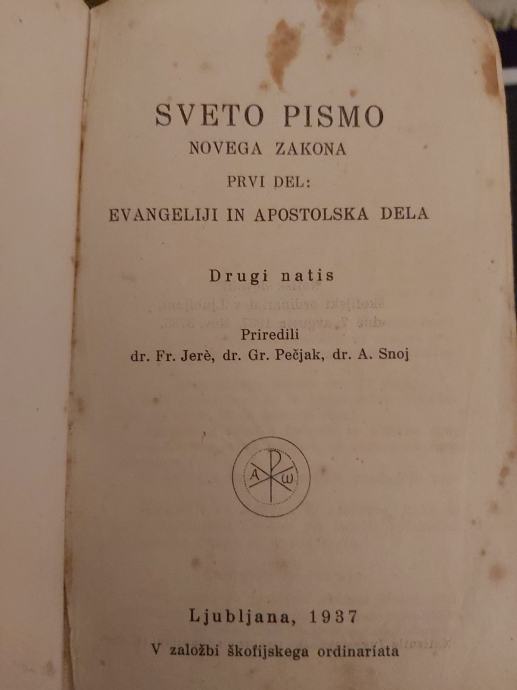 SVETO PISMO
NOVEGA ZAKONA
PRVI DEL:
EVANGELIJI IN APOSTOLSKA DELA
Drugi natis
Priredili
dr. Fr. Jerè, dr. Gr. Pečjak, dr. A. Snoj
Α ω
Ljubljana, 1937
V založbi škofijskega ordinariata